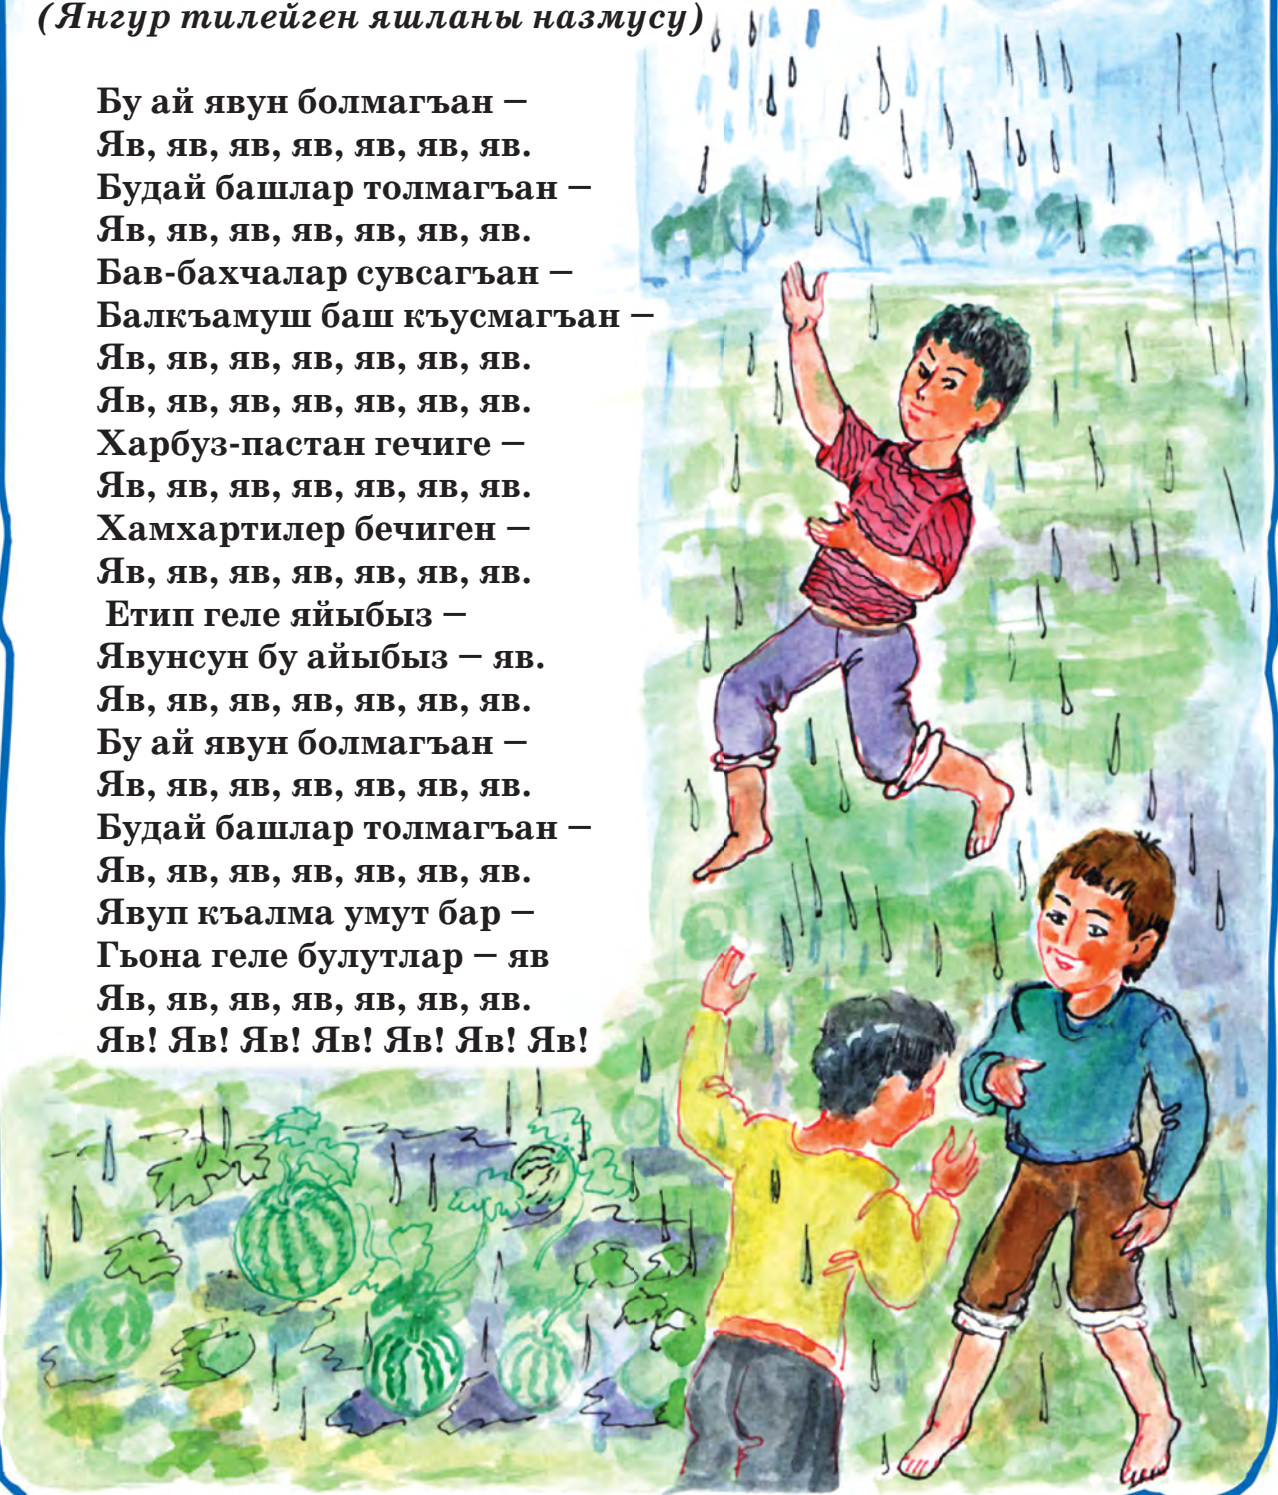 (Янгур тилейген яшланы назмусу)
Бу ай явун болмагъан –
Яв, яв, яв, яв, яв, яв, яв.
Будай башлар толмагъан –
Яв, яв, яв, яв, яв, яв, яв.
Бав-бахчалар сувсагъан –
Балкъамуш баш къусмагъан –
Яв, яв, яв, яв, яв, яв, яв.
Яв, яв, яв, яв, яв, яв, яв.
Харбуз-пастан гечиге –
Яв, яв, яв, яв, яв, яв, яв.
Хамхартилер бечиген –
Яв, яв, яв, яв, яв, яв, яв.
Етип геле яйыбыз –
Явунсун бу айыбыз – яв.
Яв, яв, яв, яв, яв, яв, яв.
Бу ай явун болмагъан –
Яв, яв, яв, яв, яв, яв, яв.
Будай башлар толмагъан –
Яв, яв, яв, яв, яв, яв, яв.
Явуп къалма умут бар –
Гьона геле булутлар – яв
Яв, яв, яв, яв, яв, яв, яв.
Яв! Яв! Яв! Яв! Яв! Яв! Яв!